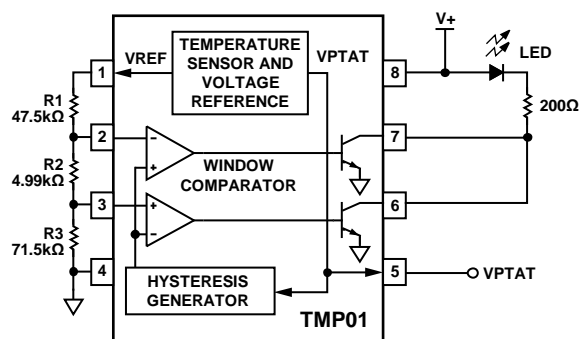 V+
TEMPERATURE
SENSOR AND
VOLTAGE
REFERENCE
1
VREF
VPTAT
8
LED
R1
47.5kΩ
200Ω
2
−
+
7
R2
4.99kΩ
WINDOW
COMPARATOR
3
+
−
6
R3
71.5kΩ
4
HYSTERESIS
GENERATOR
5
VPTAT
TMP01